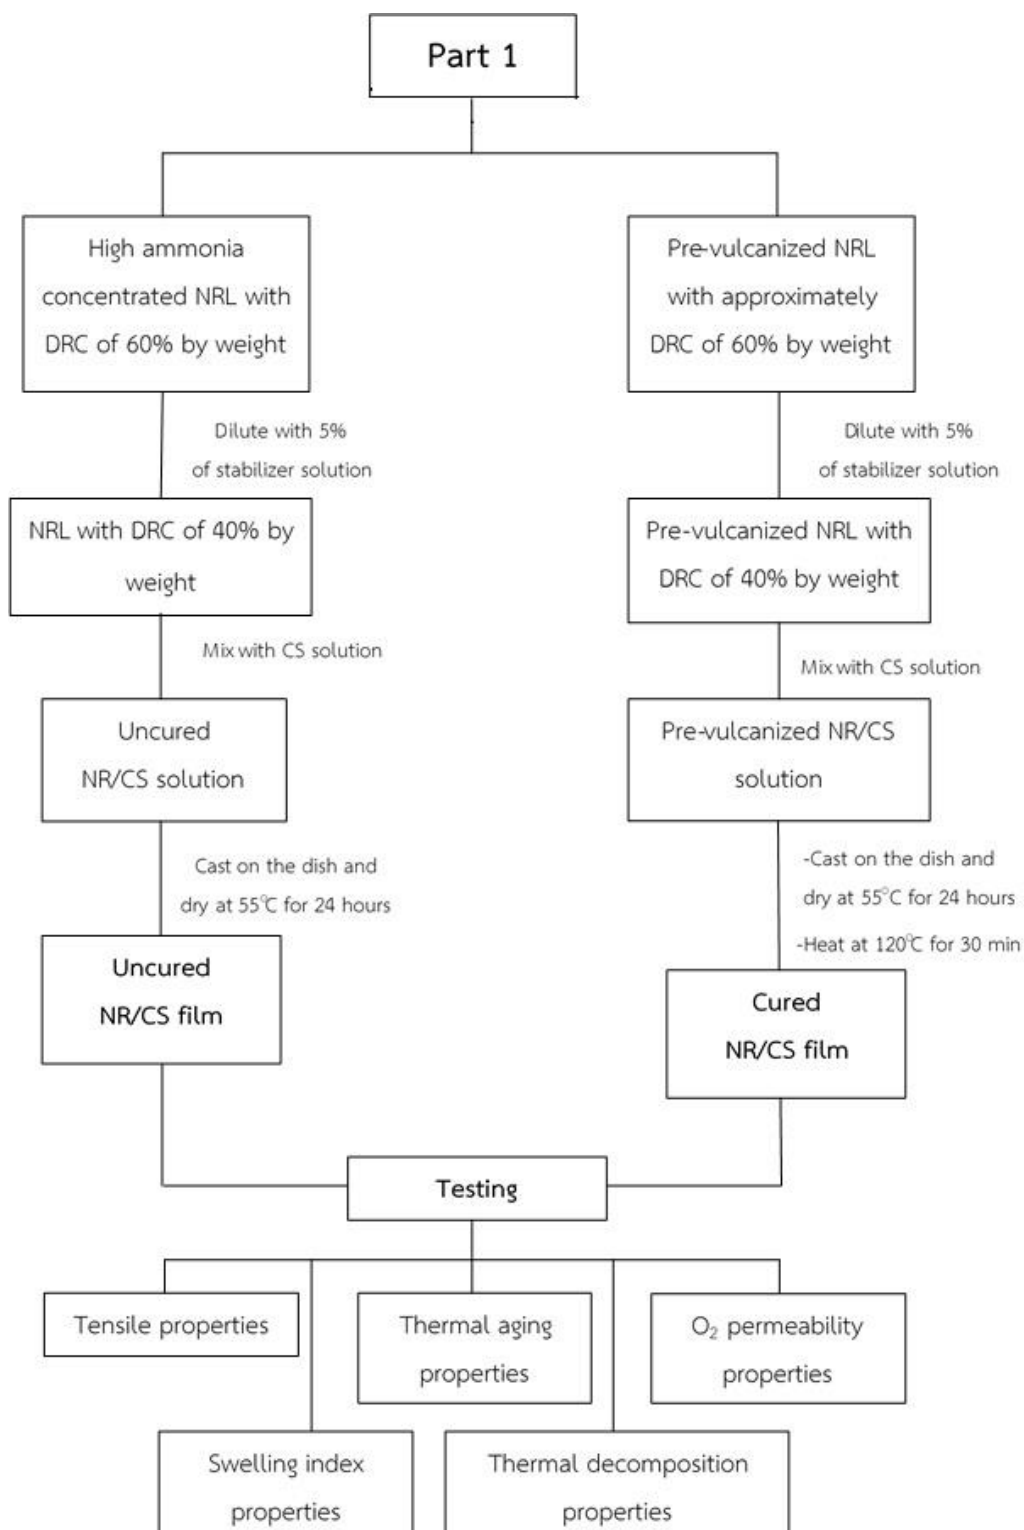 Part 1
High ammonia
concentrated NRL with
DRC of 60% by weight
Pre-vulcanized NRL
with approximately
DRC of 60% by weight
Dilute with 5%
of stabilizer solution
Dilute with 5%
of stabilizer solution
NRL with DRC of 40% by
weight
Pre-vulcanized NRL with
DRC of 40% by weight
Mix with CS solution
Mix with CS solution
Uncured
NR/CS solution
Pre-vulcanized NR/CS
solution
Cast on the dish and
dry at 55°C for 24 hours
-Cast on the dish and
dry at 55°C for 24 hours
-Heat at 120°C for 30 min
Uncured
NR/CS film
Cured
NR/CS film
Testing
Tensile properties
Thermal aging
properties
O₂ permeability
properties
Swelling index
properties
Thermal decomposition
properties